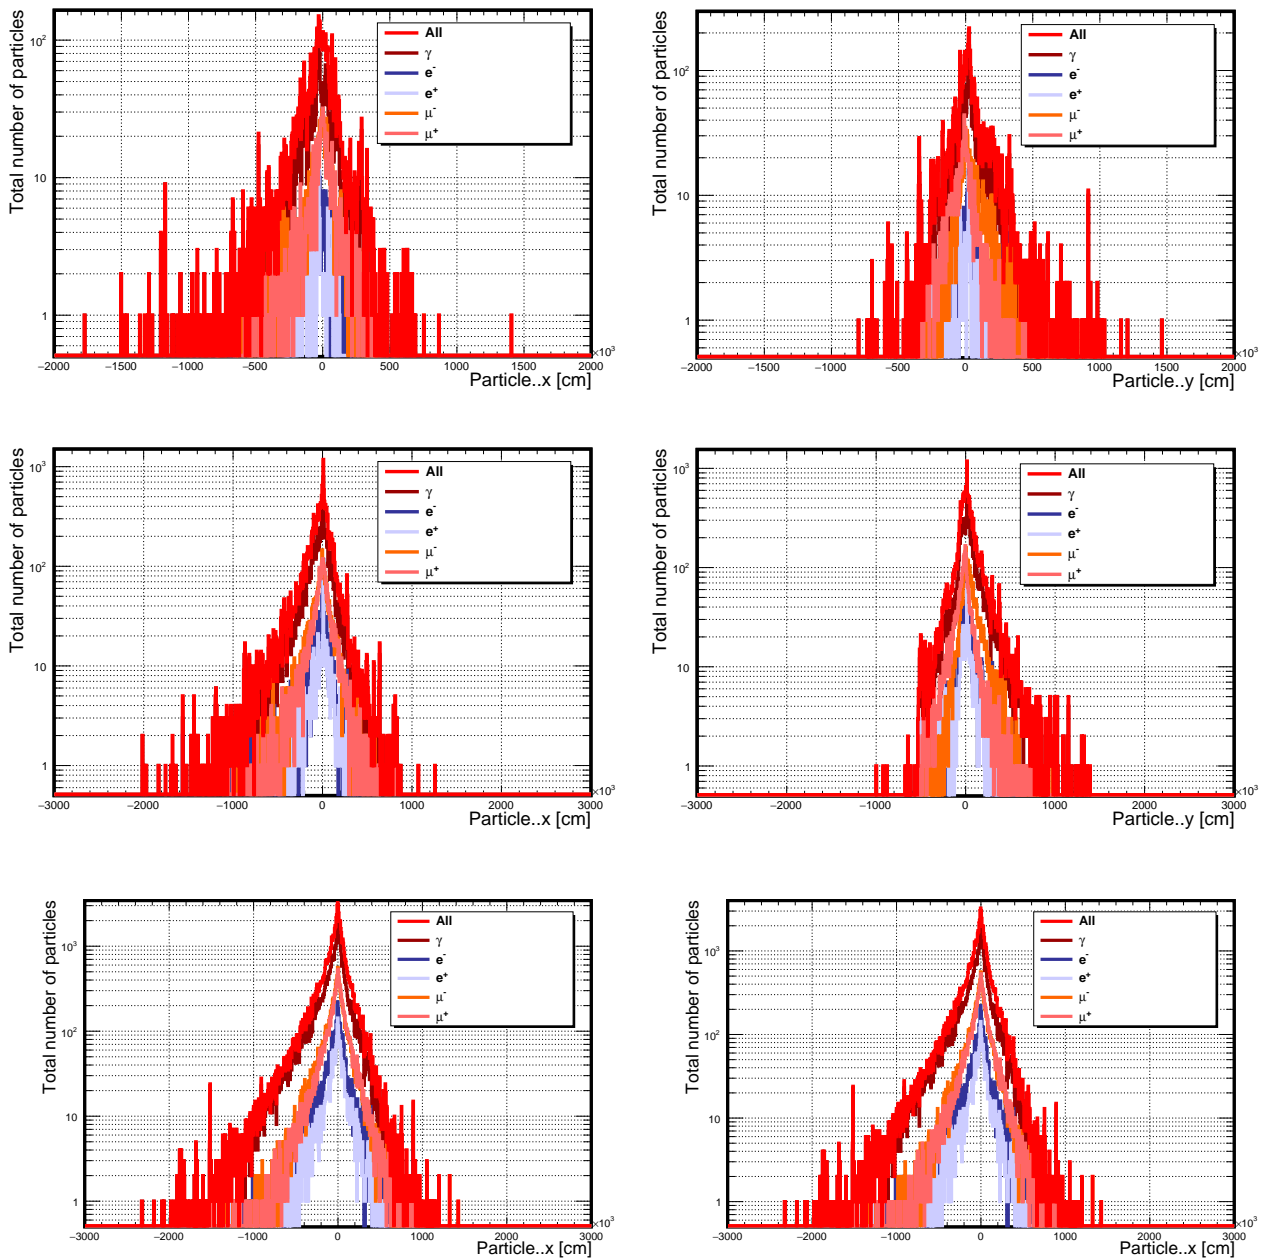 Total number of particles
10²
10
1
All
γ
e⁻
e⁺
μ⁻
μ⁺
−2000 −1500 −1000 −500 0 500 1000 1500 2000
×10³
Particle..x [cm]
Total number of particles
10²
10
1
All
γ
e⁻
e⁺
μ⁻
μ⁺
−2000 −1500 −1000 −500 0 500 1000 1500 2000
×10³
Particle..y [cm]
Total number of particles
10³
10²
10
1
All
γ
e⁻
e⁺
μ⁻
μ⁺
−3000 −2000 −1000 0 1000 2000 3000
×10³
Particle..x [cm]
Total number of particles
10³
10²
10
1
All
γ
e⁻
e⁺
μ⁻
μ⁺
−3000 −2000 −1000 0 1000 2000 3000
×10³
Particle..y [cm]
Total number of particles
10³
10²
10
1
All
γ
e⁻
e⁺
μ⁻
μ⁺
−3000 −2000 −1000 0 1000 2000 3000
×10³
Particle..x [cm]
Total number of particles
10³
10²
10
1
All
γ
e⁻
e⁺
μ⁻
μ⁺
−3000 −2000 −1000 0 1000 2000 3000
×10³
Particle..x [cm]